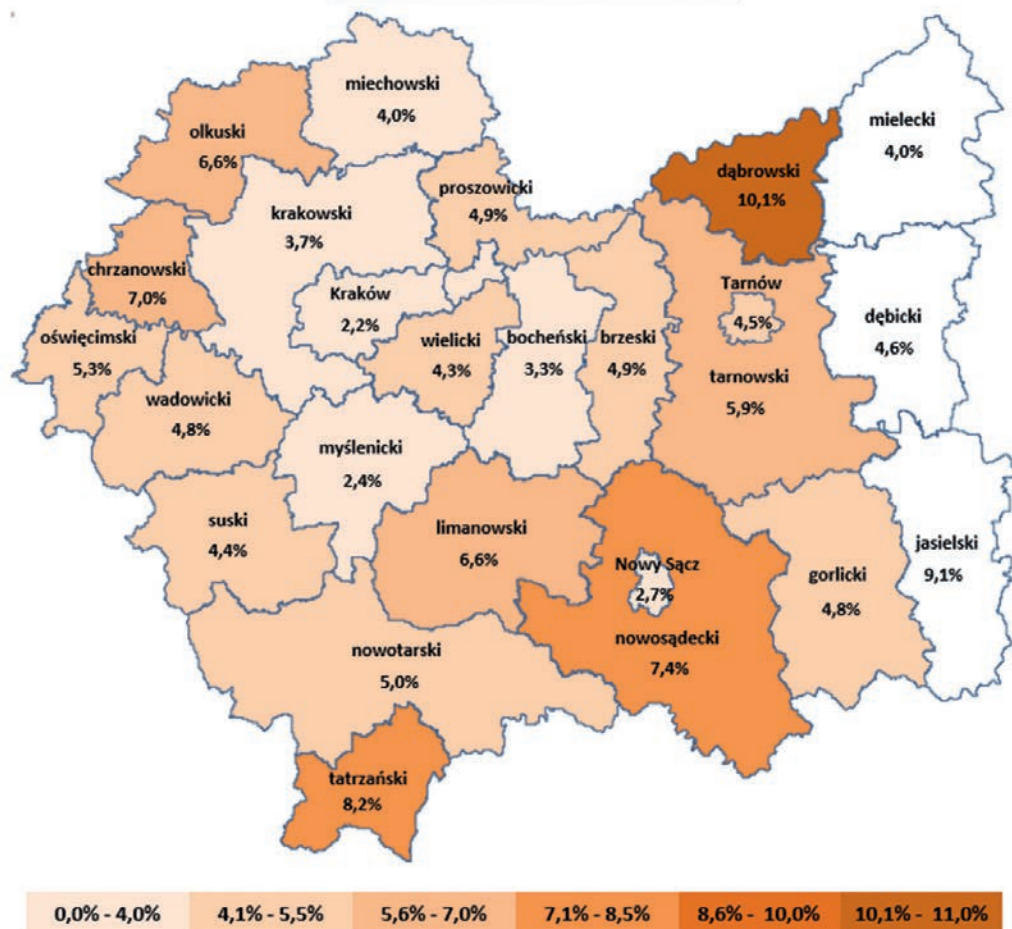 miechowski
4,0%
olkuski
6,6%
mielecki
4,0%
dąbrowski
10,1%
proszowicki
4,9%
krakowski
3,7%
chrzanowski
7,0%
Kraków
2,2%
Tarnów
4,5%
dębicki
4,6%
oświęcimski
5,3%
wielicki
4,3%
bocheński
3,3%
brzeski
4,9%
tarnowski
5,9%
wadowicki
4,8%
myślenicki
2,4%
suski
4,4%
limanowski
6,6%
jasielski
9,1%
Nowy Sącz
2,7%
gorlicki
4,8%
nowosądecki
7,4%
nowotarski
5,0%
tatrzański
8,2%
0,0% - 4,0%
4,1% - 5,5%
5,6% - 7,0%
7,1% - 8,5%
8,6% - 10,0%
10,1% - 11,0%